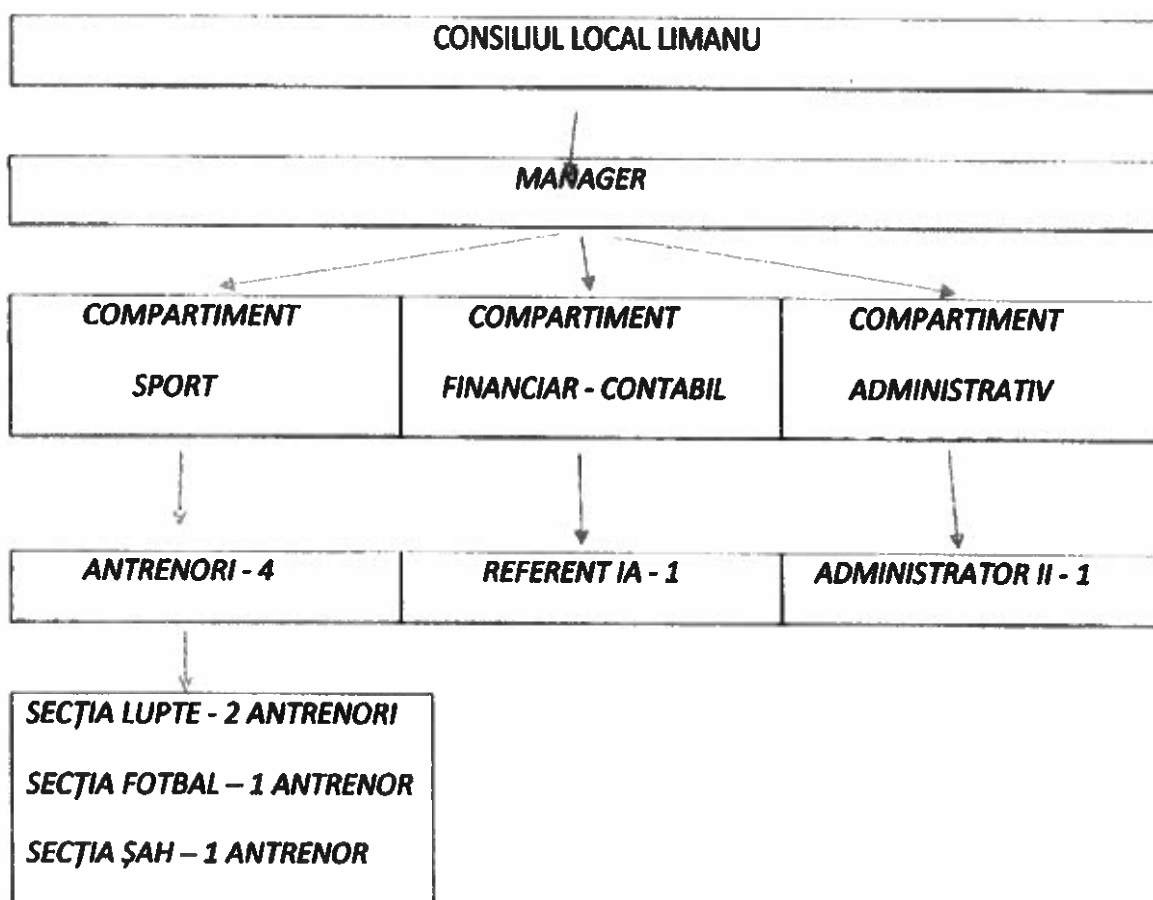 CONSILIUL LOCAL LIMANU
MANAGER
COMPARTIMENT
SPORT
COMPARTIMENT
FINANCIAR - CONTABIL
COMPARTIMENT
ADMINISTRATIV
ANTRENORI - 4
REFERENT IA - 1
ADMINISTRATOR II - 1
SECȚIA LUPTE - 2 ANTRENORI
SECȚIA FOTBAL – 1 ANTRENOR
SECȚIA ȘAH – 1 ANTRENOR